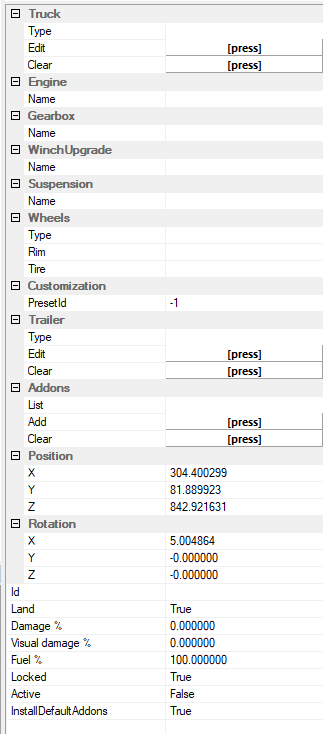 Truck
Type
Edit [press]
Clear [press]
Engine
Name
Gearbox
Name
WinchUpgrade
Name
Suspension
Name
Wheels
Type
Rim
Tire
Customization
PresetId -1
Trailer
Type
Edit [press]
Clear [press]
Addons
List
Add [press]
Clear [press]
Position
X 304.400299
Y 81.889923
Z 842.921631
Rotation
X 5.004864
Y -0.000000
Z -0.000000
Id
Land True
Damage % 0.000000
Visual damage % 0.000000
Fuel % 100.000000
Locked True
Active False
InstallDefaultAddons True